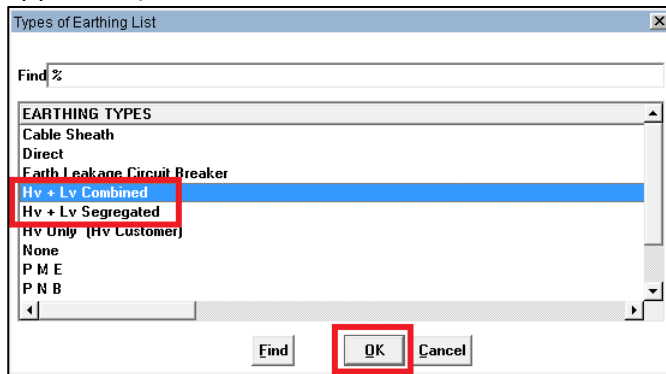 Types of Earthing List
Find %
EARTHING TYPES
Cable Sheath
Direct
Earth Leakage Circuit Breaker
Hv + Lv Combined
Hv + Lv Segregated
Hv Only (Hv Customer)
None
P M E
P N B
Find OK Cancel